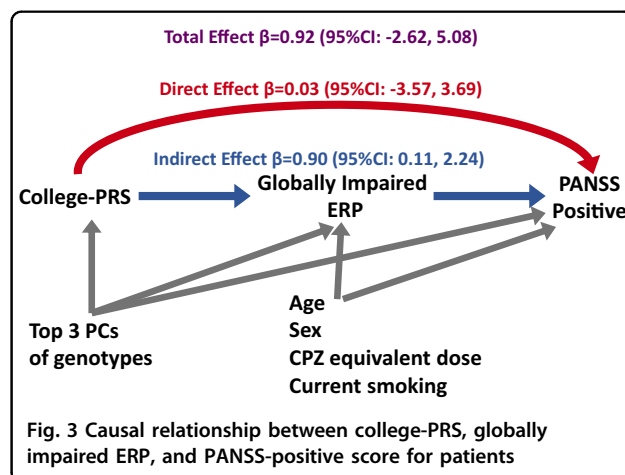 Total Effect β=0.92 (95%CI: -2.62, 5.08)
Direct Effect β=0.03 (95%CI: -3.57, 3.69)
Indirect Effect β=0.90 (95%CI: 0.11, 2.24)
College-PRS
Globally Impaired
ERP
PANSS
Positive
Top 3 PCs
of genotypes
Age
Sex
CPZ equivalent dose
Current smoking
Fig. 3 Causal relationship between college-PRS, globally
impaired ERP, and PANSS-positive score for patients